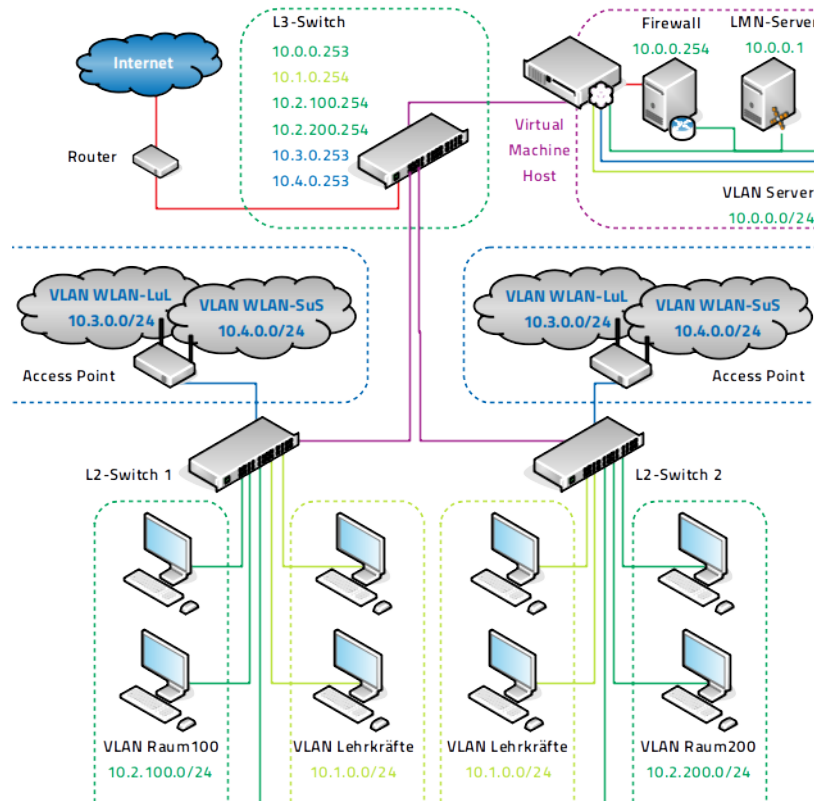 L3-Switch
10.0.0.253
10.1.0.254
10.2.100.254
10.2.200.254
10.3.0.253
10.4.0.253
Internet
Router
Firewall
10.0.0.254
LMN-Server
10.0.0.1
Virtual
Machine
Host
VLAN Server
10.0.0.0/24
VLAN WLAN-LuL
10.3.0.0/24
VLAN WLAN-SuS
10.4.0.0/24
Access Point
VLAN WLAN-LuL
10.3.0.0/24
VLAN WLAN-SuS
10.4.0.0/24
Access Point
L2-Switch 1
L2-Switch 2
VLAN Raum100
10.2.100.0/24
VLAN Lehrkräfte
10.1.0.0/24
VLAN Lehrkräfte
10.1.0.0/24
VLAN Raum200
10.2.200.0/24